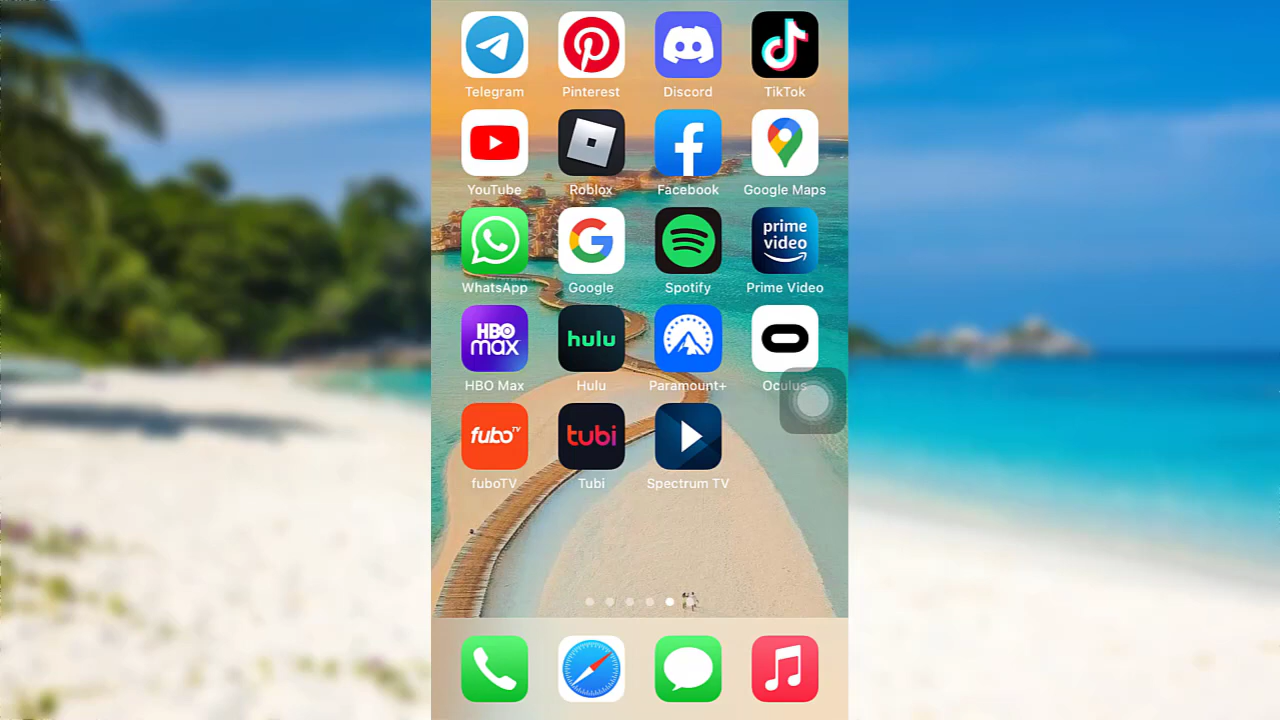 Telegram Pinterest Discord TikTok
YouTube Roblox Facebook Google Maps
prime
video
WhatsApp Google Spotify Prime Video
HBO
max hulu
HBO Max Hulu Paramount+ Oculus
fuboTV tubi
fuboTV Tubi Spectrum TV